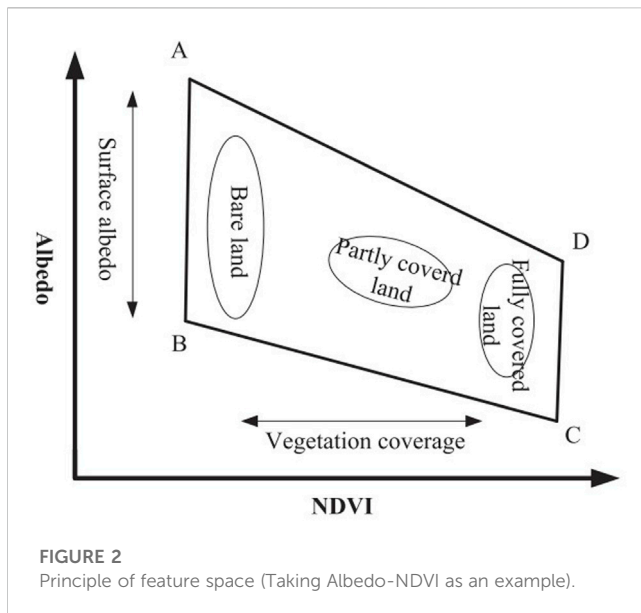 A
Surface albedo
Albedo
Bare land
Partly coverd
land
D
Fully covered
land
B
C
Vegetation coverage
NDVI
FIGURE 2
Principle of feature space (Taking Albedo-NDVI as an example).